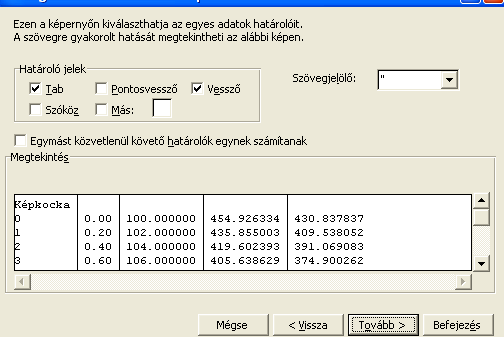 Ezen a képernyőn kiválaszthatja az egyes adatok határolóit.
A szövegre gyakorolt hatását megtekintheti az alábbi képen.
Határoló jelek
Tab Pontosvessző Vessző
Szóköz Más:
Szövegjelölő: "
Egymást közvetlenül követő határolók egynek számítanak
Megtekintés
Képkocka
0 0.00 100.000000 454.926334 430.837837
1 0.20 102.000000 435.855003 409.538052
2 0.40 104.000000 419.602393 391.069083
3 0.60 106.000000 405.638629 374.900262
Mégse < Vissza Tovább > Befejezés